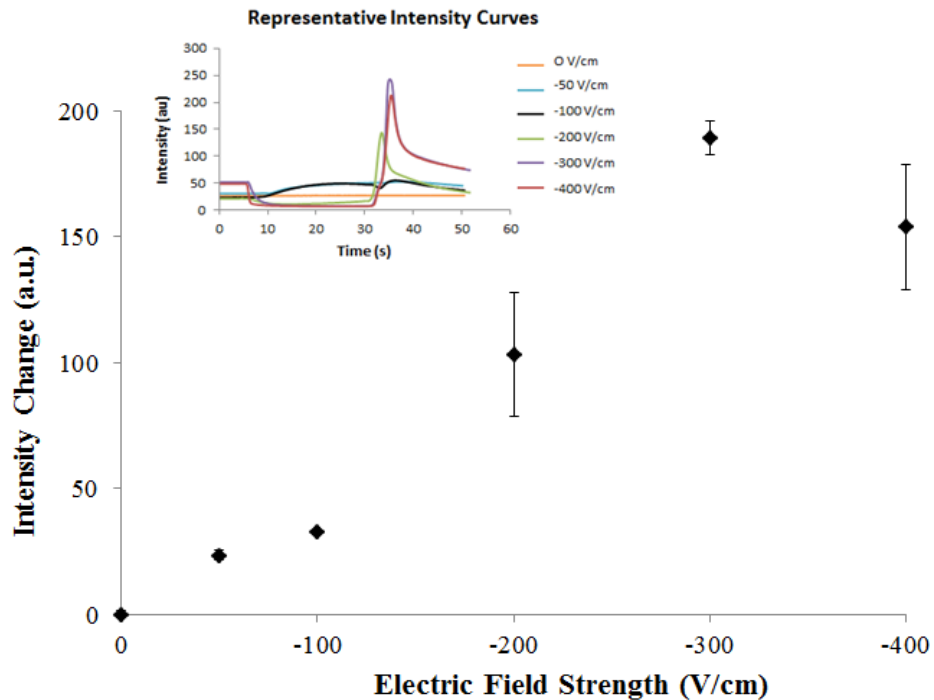 Representative Intensity Curves
300
250
200
150
100
50
0
Intensity (au)
0 10 20 30 40 50 60
Time (s)
O V/cm
-50 V/cm
-100 V/cm
-200 V/cm
-300 V/cm
-400 V/cm
200
150
100
50
0
Intensity Change (a.u.)
0 -100 -200 -300 -400
Electric Field Strength (V/cm)